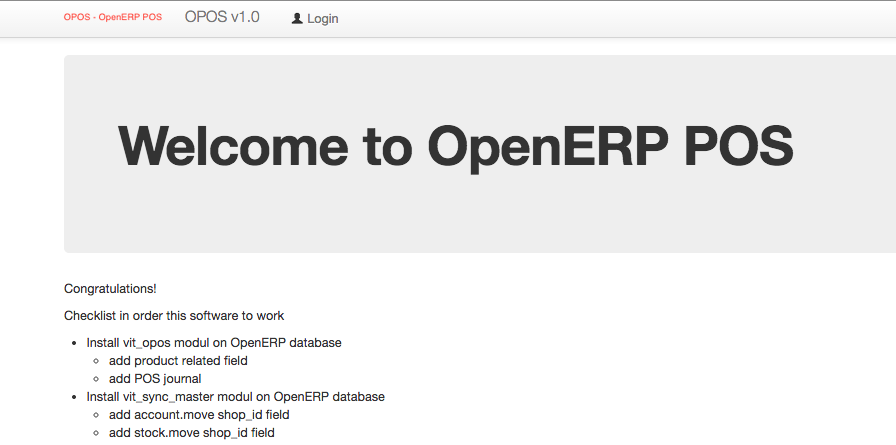 OPOS - OpenERP POS OPOS v1.0 Login
Welcome to OpenERP POS
Congratulations!
Checklist in order this software to work
• Install vit_opos modul on OpenERP database
◦ add product related field
◦ add POS journal
• Install vit_sync_master modul on OpenERP database
◦ add account.move shop_id field
◦ add stock.move shop_id field